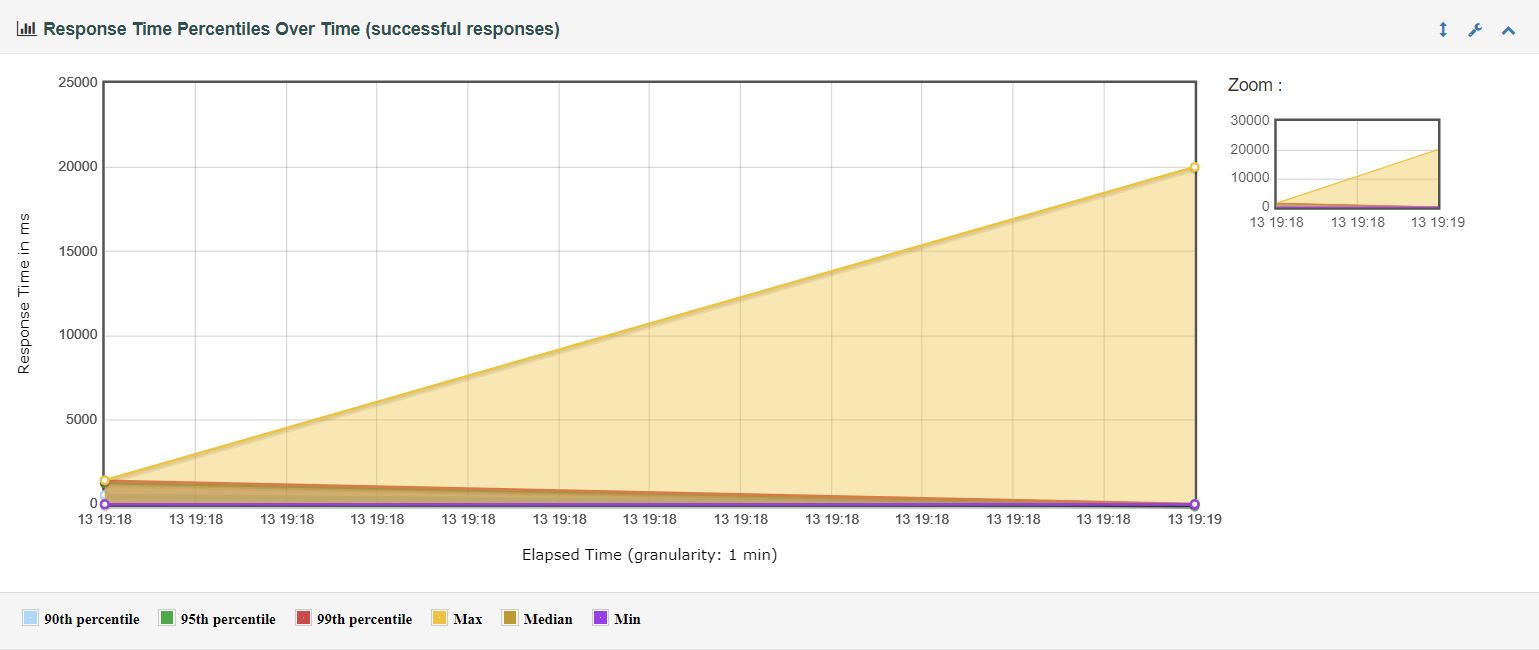 Response Time Percentiles Over Time (successful responses)
25000
20000
15000
10000
5000
0
Response Time in ms
13 19:18 13 19:18 13 19:18 13 19:18 13 19:18 13 19:18 13 19:18 13 19:18 13 19:18 13 19:18 13 19:18 13 19:18 13 19:19
Elapsed Time (granularity: 1 min)
Zoom :
30000
20000
10000
0
13 19:18 13 19:18 13 19:19
90th percentile 95th percentile 99th percentile Max Median Min